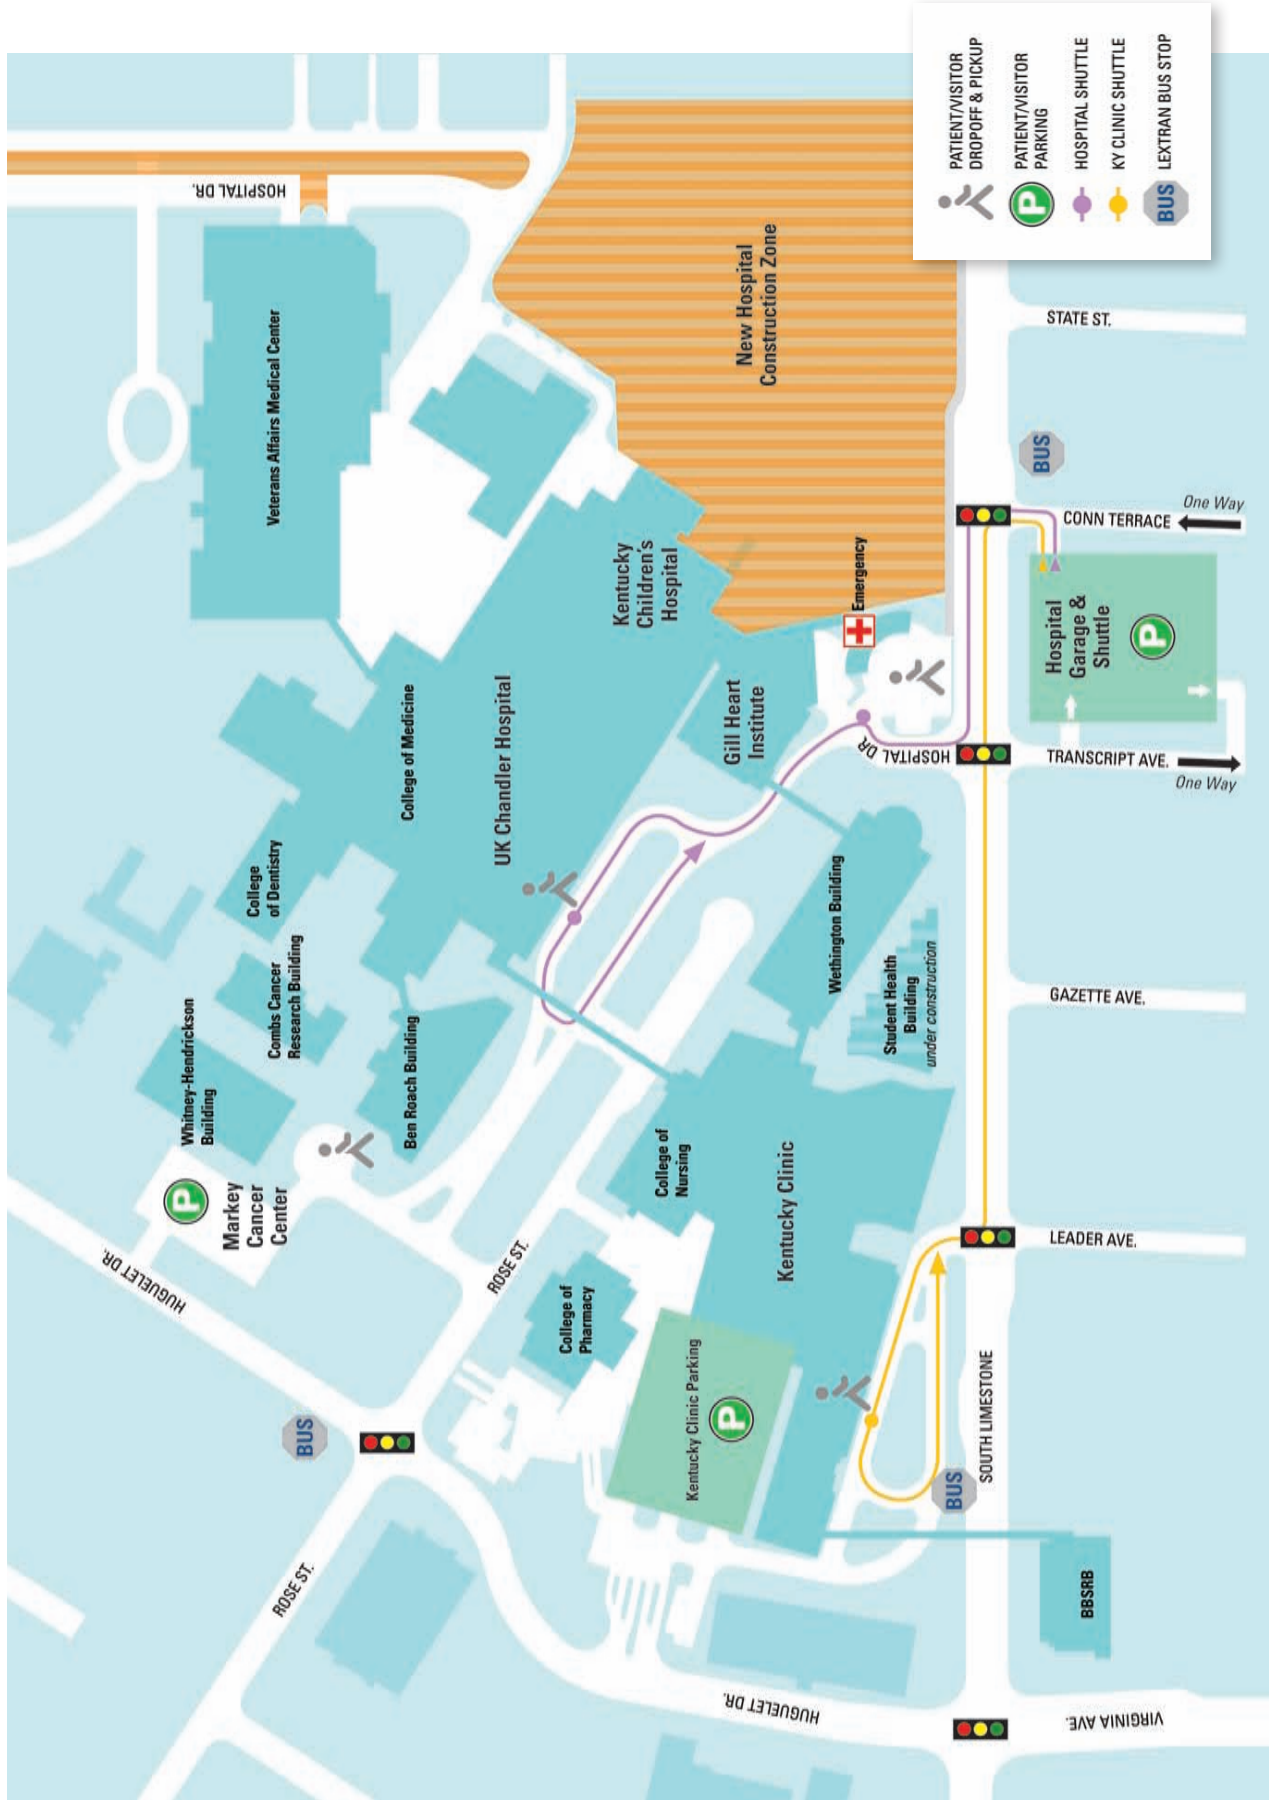 PATIENT/VISITOR
DROPOFF & PICKUP
PATIENT/VISITOR
PARKING
P
HOSPITAL SHUTTLE
KY CLINIC SHUTTLE
LEXTRAN BUS STOP
BUS
HOSPITAL DR.
Veterans Affairs Medical Center
New Hospital
Construction Zone
STATE ST.
BUS
One Way
CONN TERRACE
Kentucky
Children's
Hospital
Emergency
Hospital
Garage &
Shuttle
P
College of Medicine
UK Chandler Hospital
Gill Heart
Institute
HOSPITAL DR.
TRANSCRIPT AVE.
One Way
College
of Dentistry
Combs Cancer
Research Building
Whitney-Hendrickson
Building
Ben Roach Building
Wethington Building
Student Health
Building
under construction
GAZETTE AVE.
P
Markey
Cancer
Center
HUGUELET DR.
ROSE ST.
College of
Nursing
Kentucky Clinic
LEADER AVE.
College of
Pharmacy
Kentucky Clinic Parking
P
BUS
BUS
SOUTH LIMESTONE
ROSE ST.
BBSRB
HUGUELET DR.
VIRGINIA AVE.